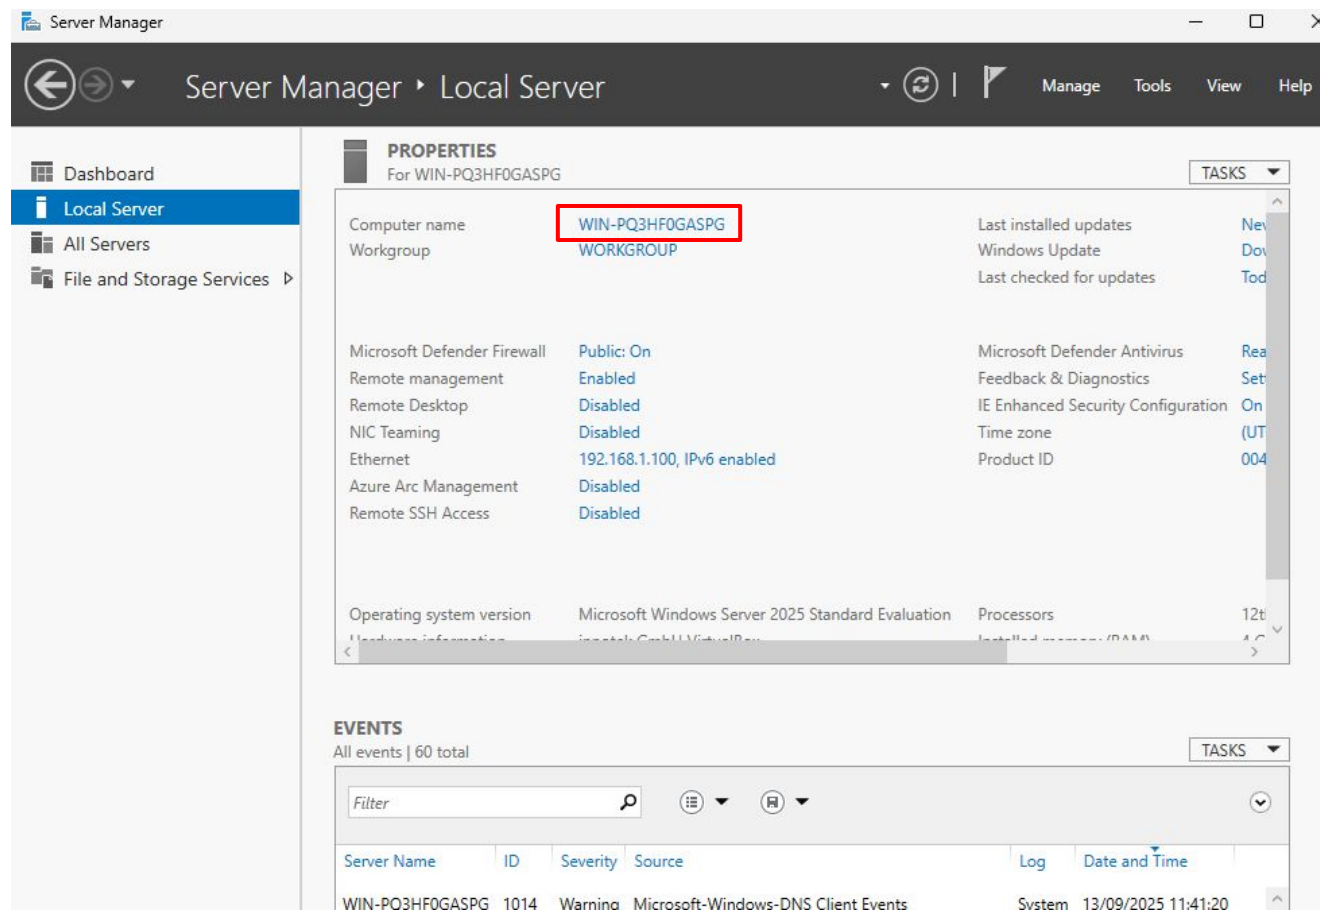 Server Manager
Server Manager ‣ Local Server
Manage Tools View Help
Dashboard
Local Server
All Servers
File and Storage Services
PROPERTIES
For WIN-PQ3HF0GASPG
TASKS
Computer name WIN-PQ3HF0GASPG Last installed updates
Workgroup WORKGROUP Windows Update
Last checked for updates
Microsoft Defender Firewall Public: On Microsoft Defender Antivirus
Remote management Enabled Feedback & Diagnostics
Remote Desktop Disabled IE Enhanced Security Configuration On
NIC Teaming Disabled Time zone (UT
Ethernet 192.168.1.100, IPv6 enabled Product ID 004
Azure Arc Management Disabled
Remote SSH Access Disabled
Operating system version Microsoft Windows Server 2025 Standard Evaluation Processors 12t
EVENTS
All events | 60 total
TASKS
Filter
Server Name ID Severity Source Log Date and Time
WIN-PQ3HF0GASPG 1014 Warning Microsoft-Windows-DNS Client Events System 13/09/2025 11:41:20